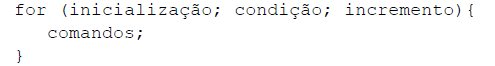 for (inicialização; condição; incremento){
comandos;
}